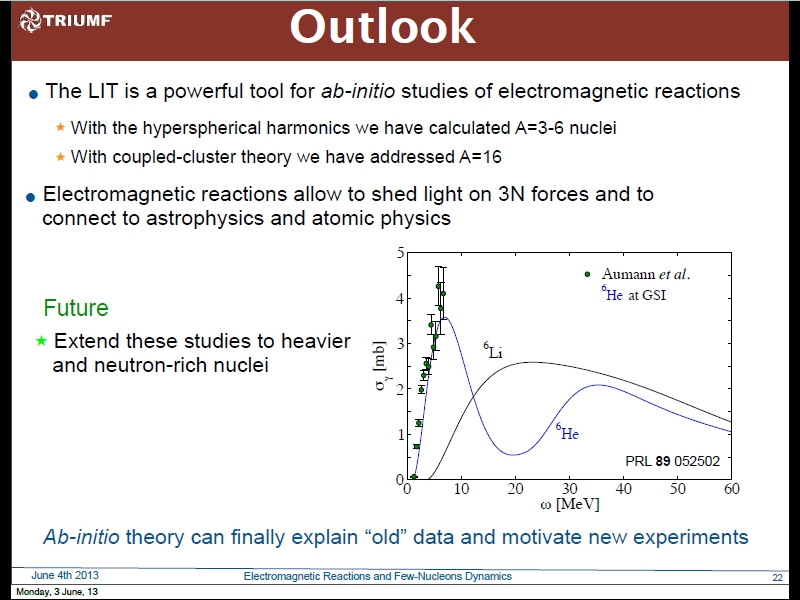 TRIUMF
Outlook
• The LIT is a powerful tool for ab-initio studies of electromagnetic reactions
★ With the hyperspherical harmonics we have calculated A=3-6 nuclei
★ With coupled-cluster theory we have addressed A=16
• Electromagnetic reactions allow to shed light on 3N forces and to
connect to astrophysics and atomic physics
Future
★ Extend these studies to heavier
and neutron-rich nuclei
5
4
3
2
1
0
σγ [mb]
Aumann et al.
⁶He at GSI
⁶Li
⁶He
PRL 89 052502
0 10 20 30 40 50 60
ω [MeV]
Ab-initio theory can finally explain “old” data and motivate new experiments
June 4th 2013 Electromagnetic Reactions and Few-Nucleons Dynamics 22
Monday, 3 June, 13